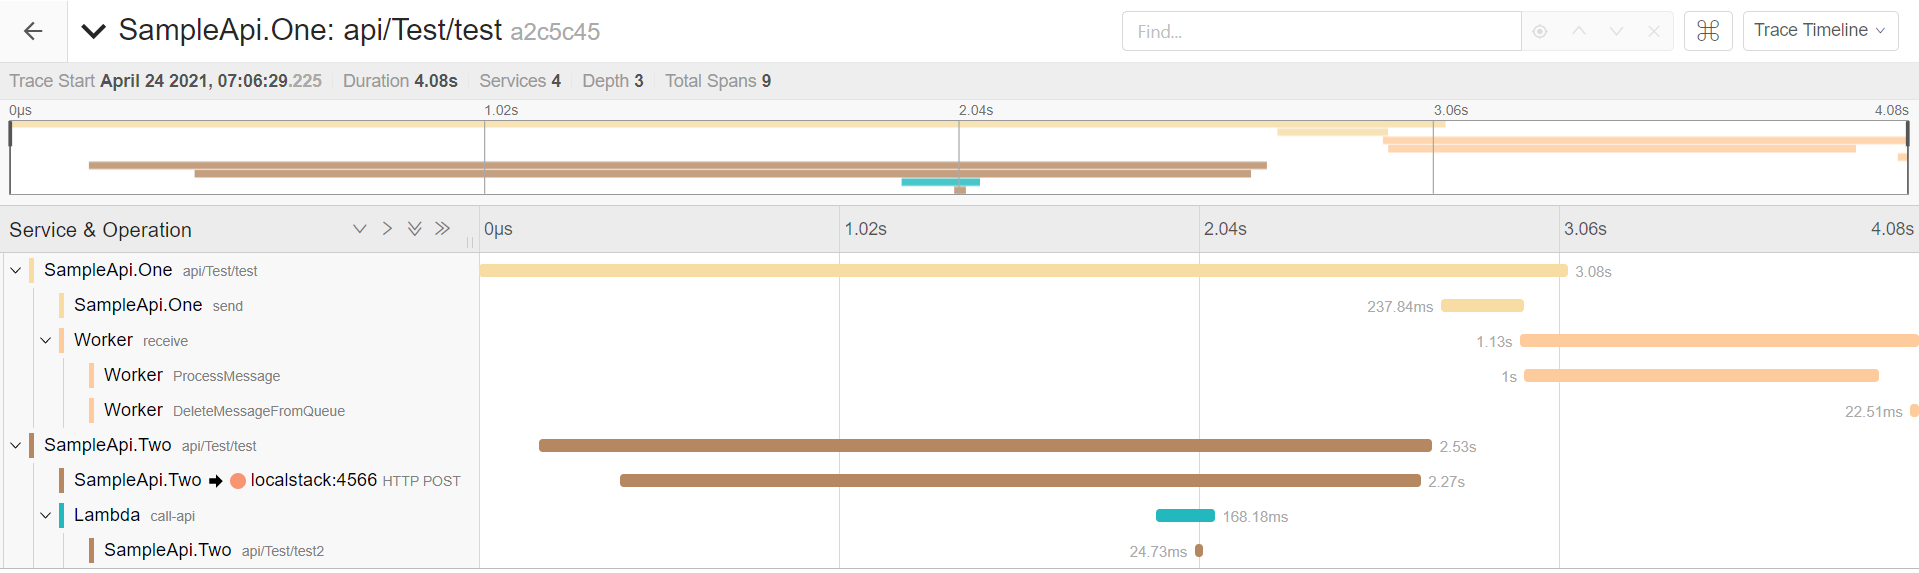 SampleApi.One: api/Test/test a2c5c45
Find...
Trace Timeline
Trace Start April 24 2021, 07:06:29.225 Duration 4.08s Services 4 Depth 3 Total Spans 9
0μs 1.02s 2.04s 3.06s 4.08s
Service & Operation 0μs 1.02s 2.04s 3.06s 4.08s
SampleApi.One api/Test/test 3.08s
SampleApi.One send 237.84ms
Worker receive 1.13s
Worker ProcessMessage 1s
Worker DeleteMessageFromQueue 22.51ms
SampleApi.Two api/Test/test 2.53s
SampleApi.Two localstack:4566 HTTP POST 2.27s
Lambda call-api 168.18ms
SampleApi.Two api/Test/test2 24.73ms